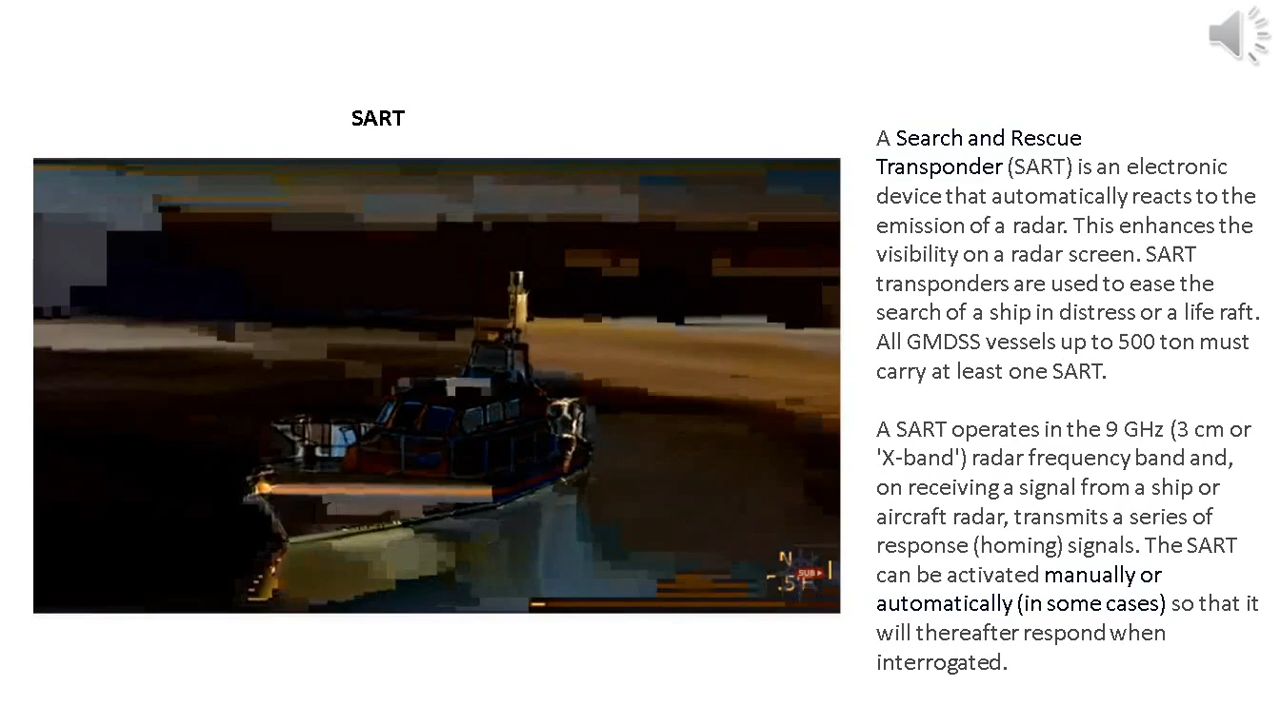 SART
A Search and Rescue
Transponder (SART) is an electronic
device that automatically reacts to the
emission of a radar. This enhances the
visibility on a radar screen. SART
transponders are used to ease the
search of a ship in distress or a life raft.
All GMDSS vessels up to 500 ton must
carry at least one SART.
A SART operates in the 9 GHz (3 cm or
'X-band') radar frequency band and,
on receiving a signal from a ship or
aircraft radar, transmits a series of
response (homing) signals. The SART
can be activated manually or
automatically (in some cases) so that it
will thereafter respond when
interrogated.
N
SUB